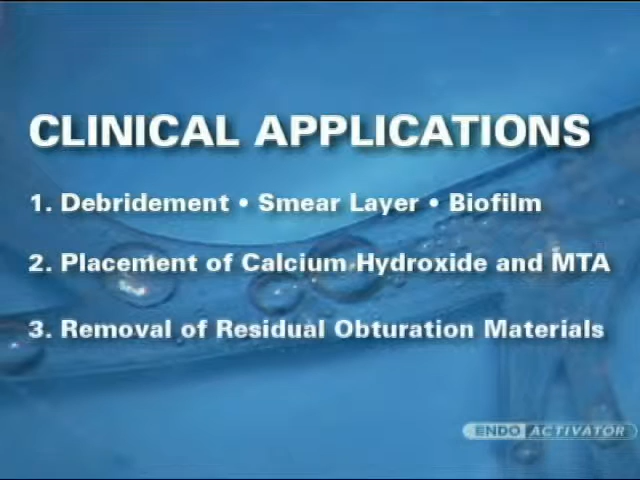 CLINICAL APPLICATIONS
1. Debridement • Smear Layer • Biofilm
2. Placement of Calcium Hydroxide and MTA
3. Removal of Residual Obturation Materials
ENDO ACTIVATOR